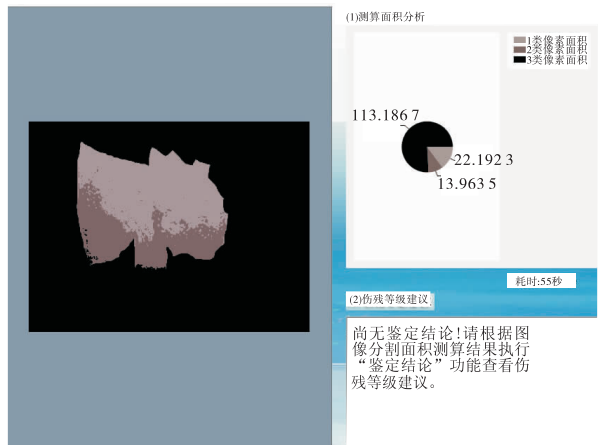 (1)测算面积分析
1类像素面积
2类像素面积
3类像素面积
113.186 7
22.192 3
13.963 5
耗时:55秒
(2)伤残等级建议
尚无鉴定结论!请根据图
像分割面积测算结果执行
“鉴定结论”功能查看伤
残等级建议。